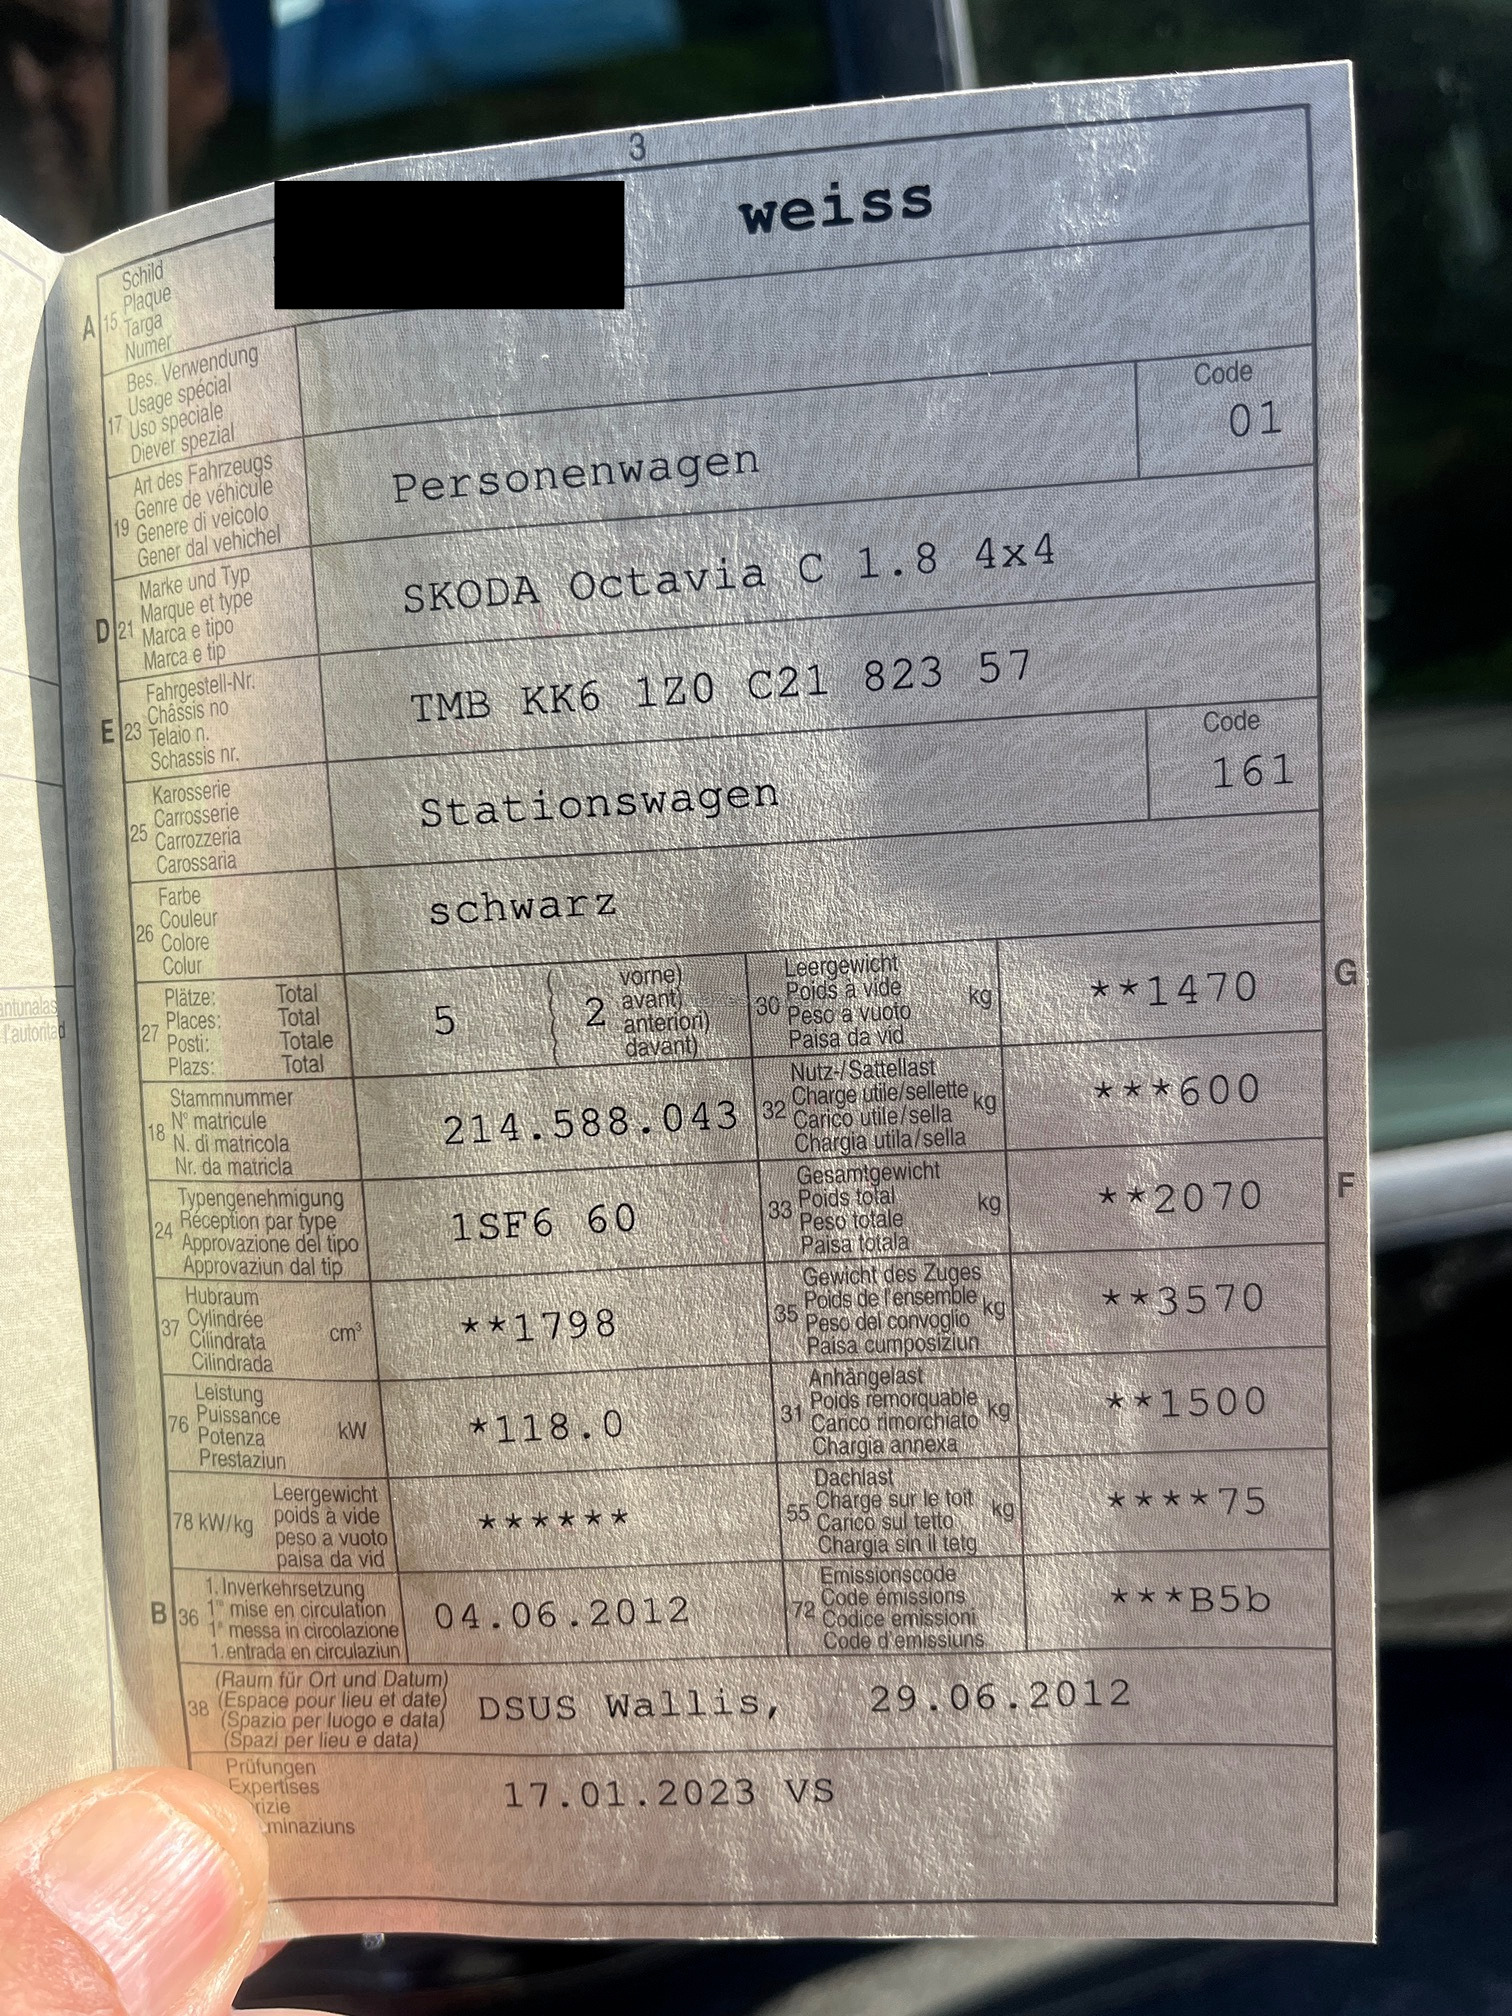 3
A 15 Schild
Plaque
Targa
Numer
weiss
17 Bes. Verwendung
Usage spécial
Uso speciale
Diever spezial
19 Art des Fahrzeugs
Genre de véhicule
Genere di veicolo
Gener dal vehichel
Personenwagen
Code
01
D 21 Marke und Typ
Marque et type
Marca e tipo
Marca e tip
SKODA Octavia C 1.8 4x4
E 23 Fahrgestell-Nr.
Châssis no
Telaio n.
Schassis nr.
TMB KK6 1Z0 C21 823 57
25 Karosserie
Carrosserie
Carrozzeria
Carossaria
Stationswagen
Code
161
26 Farbe
Couleur
Colore
Colur
schwarz
27 Plätze: Total
Places: Total
Posti: Totale
Plazs: Total
5 ( 2 vorne)
( avant)
( anteriori)
( davant)
30 Leergewicht
Poids à vide
Peso a vuoto
Paisa da vid
kg
**1470
G
18 Stammnummer
N° matricule
N. di matricola
Nr. da matricla
214.588.043
32 Nutz-/Sattellast
Charge utile/sellette
Carico utile/sella
Chargia utila/sella
kg
***600
24 Typengenehmigung
Réception par type
Approvazione del tipo
Approvaziun dal tip
1SF6 60
33 Gesamtgewicht
Poids total
Peso totale
Paisa totala
kg
**2070
F
37 Hubraum
Cylindrée
Cilindrata
Cilindrada
cm³
**1798
35 Gewicht des Zuges
Poids de l'ensemble
Peso del convoglio
Paisa cumposiziun
kg
**3570
76 Leistung
Puissance
Potenza
Prestaziun
kW
*118.0
31 Anhängelast
Poids remorquable
Carico rimorchiato
Chargia annexa
kg
**1500
78 kW/kg Leergewicht
poids à vide
peso a vuoto
paisa da vid
******
55 Dachlast
Charge sur le toit
Carico sul tetto
Chargia sin il tetg
kg
****75
B 36 1. Inverkehrsetzung
1re mise en circulation
1a messa in circolazione
1. entrada en circulaziun
04.06.2012
72 Emissionscode
Code émissions
Codice emissioni
Code d'emissiuns
***B5b
38 (Raum für Ort und Datum)
(Espace pour lieu et date)
(Spazio per luogo e data)
(Spazi per lieu e data)
DSUS Wallis, 29.06.2012
Prüfungen
Expertises
17.01.2023 VS
l'autoritad